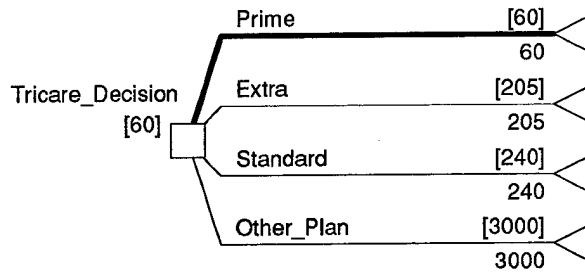 Prime [60]
60
Tricare_Decision
Extra [205]
[60]
205
Standard [240]
240
Other_Plan [3000]
3000